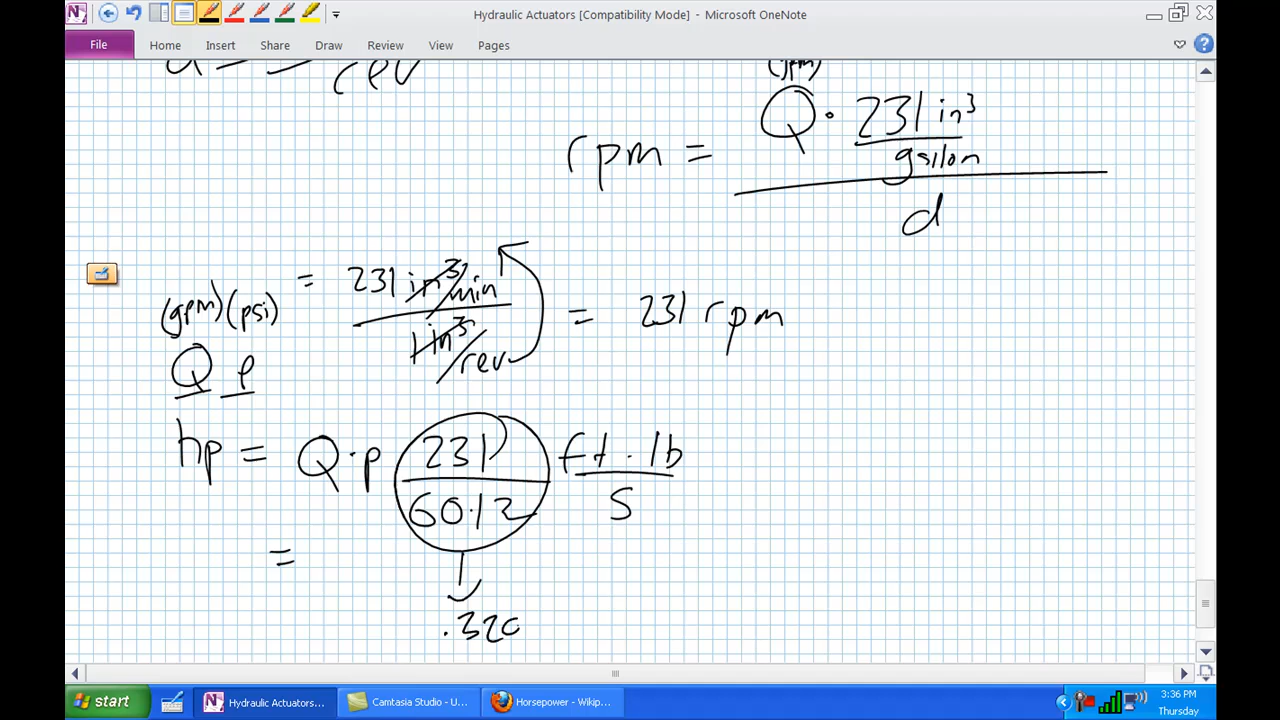 Hydraulic Actuators [Compatibility Mode] - Microsoft OneNote
File Home Insert Share Draw Review View Pages
d = rev
(gpm)
Q · 231 in³
gallon
rpm =
d
= 231 in³/min
1in³/rev
= 231 rpm
(gpm)(psi)
Q p
hp = Q·p 231 ft·lb
60·12 s
=
.320
start Hydraulic Actuators... Camtasia Studio - U... Horsepower - Wikip... 3:36 PM
Thursday